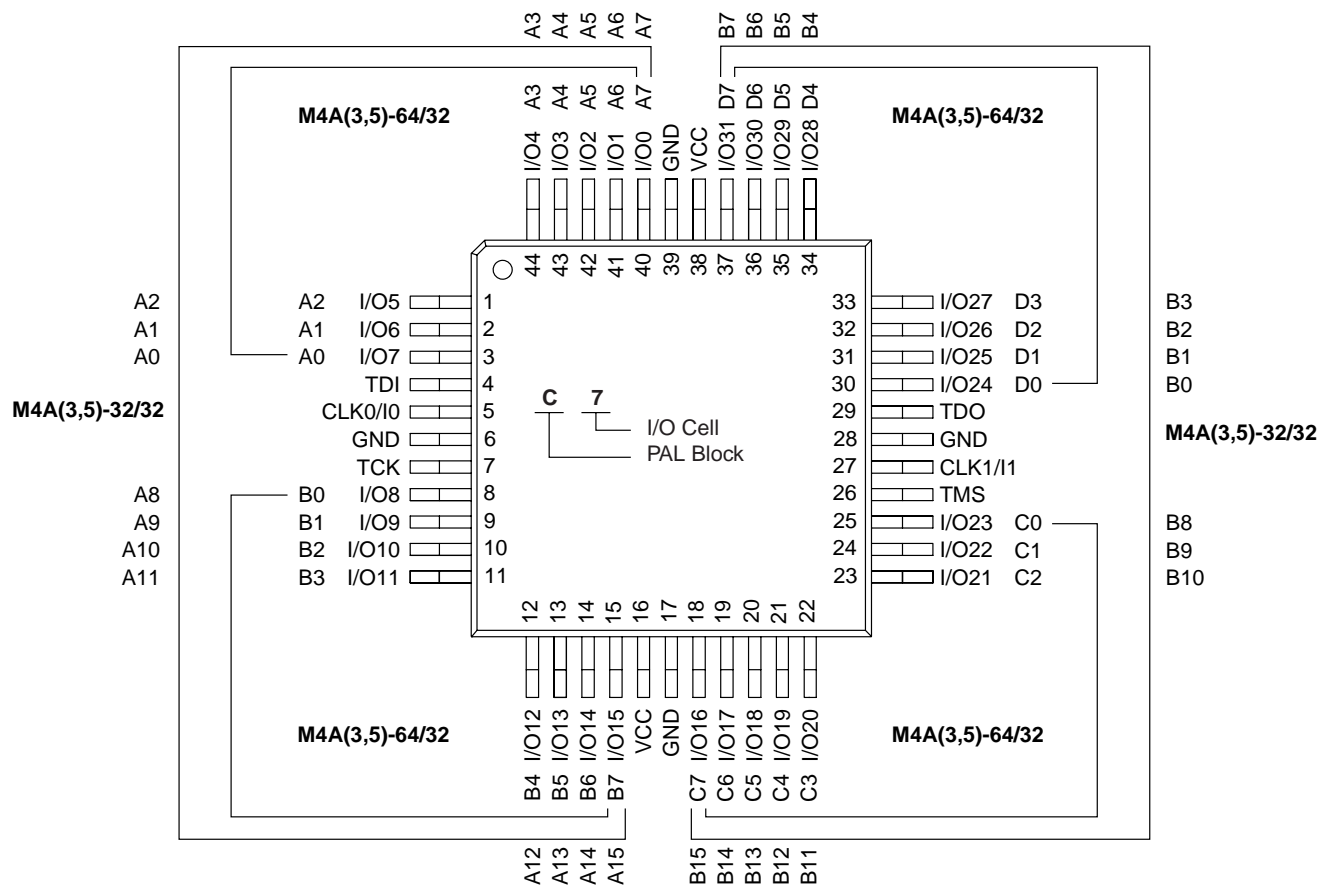 A3 A4 A5 A6 A7 B7 B6 B5 B4
A3 A4 A5 A6 A7 D7 D6 D5 D4
M4A(3,5)-64/32 M4A(3,5)-64/32
I/O4 I/O3 I/O2 I/O1 I/O0 GND VCC I/O31 I/O30 I/O29 I/O28
44 43 42 41 40 39 38 37 36 35 34
A2 A2 I/O5 1 33 I/O27 D3 B3
A1 A1 I/O6 2 32 I/O26 D2 B2
A0 A0 I/O7 3 31 I/O25 D1 B1
TDI 4 30 I/O24 D0 B0
M4A(3,5)-32/32 CLK0/I0 5 C 7 29 TDO
I/O Cell
GND 6 28 GND M4A(3,5)-32/32
PAL Block
TCK 7 27 CLK1/I1
A8 B0 I/O8 8 26 TMS
A9 B1 I/O9 9 25 I/O23 C0 B8
A10 B2 I/O10 10 24 I/O22 C1 B9
A11 B3 I/O11 11 23 I/O21 C2 B10
12 13 14 15 16 17 18 19 20 21 22
I/O12 I/O13 I/O14 I/O15 VCC GND I/O16 I/O17 I/O18 I/O19 I/O20
M4A(3,5)-64/32 M4A(3,5)-64/32
B4 B5 B6 B7 C7 C6 C5 C4 C3
A12 A13 A14 A15 B15 B14 B13 B12 B11